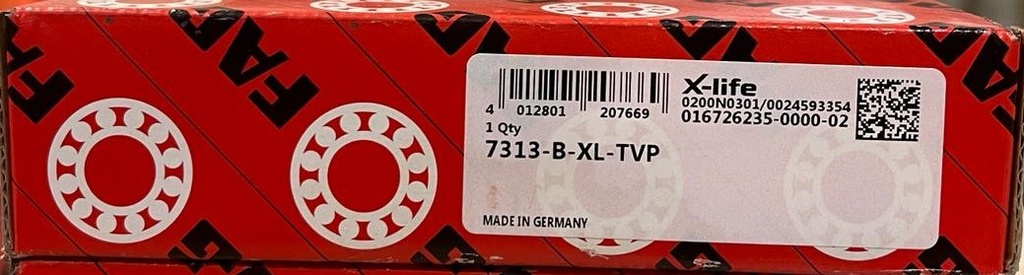 FAG
FAG
X-life
0200N0301/0024593354
016726235-0000-02
4 012801 207669
1 Qty
7313-B-XL-TVP
MADE IN GERMANY